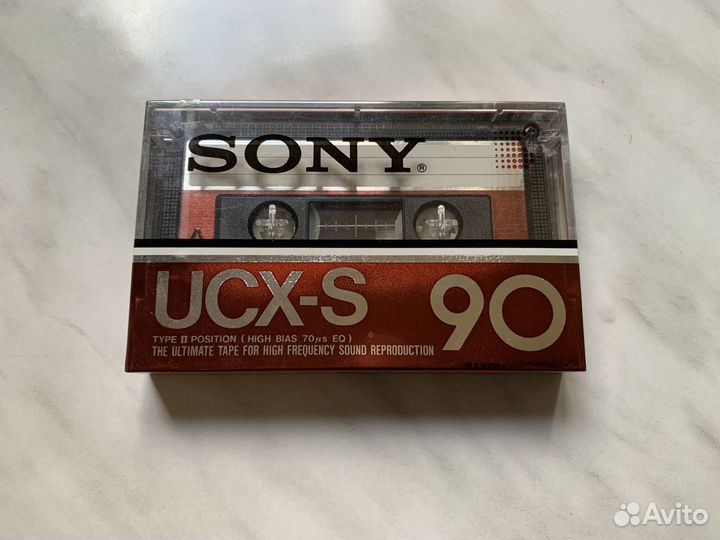 SONY®
A
UCX-S 90
TYPE II POSITION (HIGH BIAS 70μs EQ)
THE ULTIMATE TAPE FOR HIGH FREQUENCY SOUND REPRODUCTION
Avito